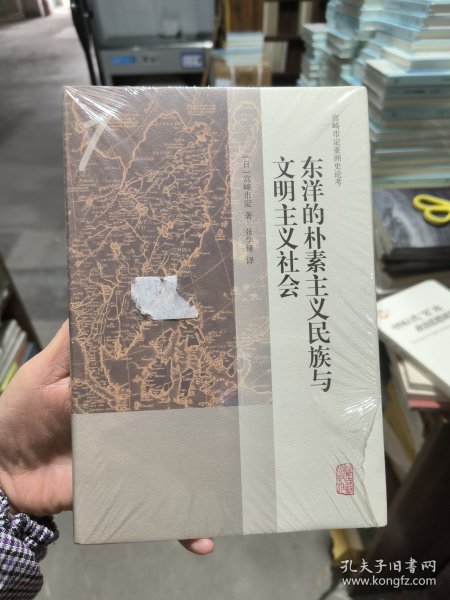 宫崎市定亚洲史论考
东洋的朴素主义民族与
文明主义社会
[日]宫崎市定 著 张学锋 译
孔夫子旧书网
www.kongfz.com